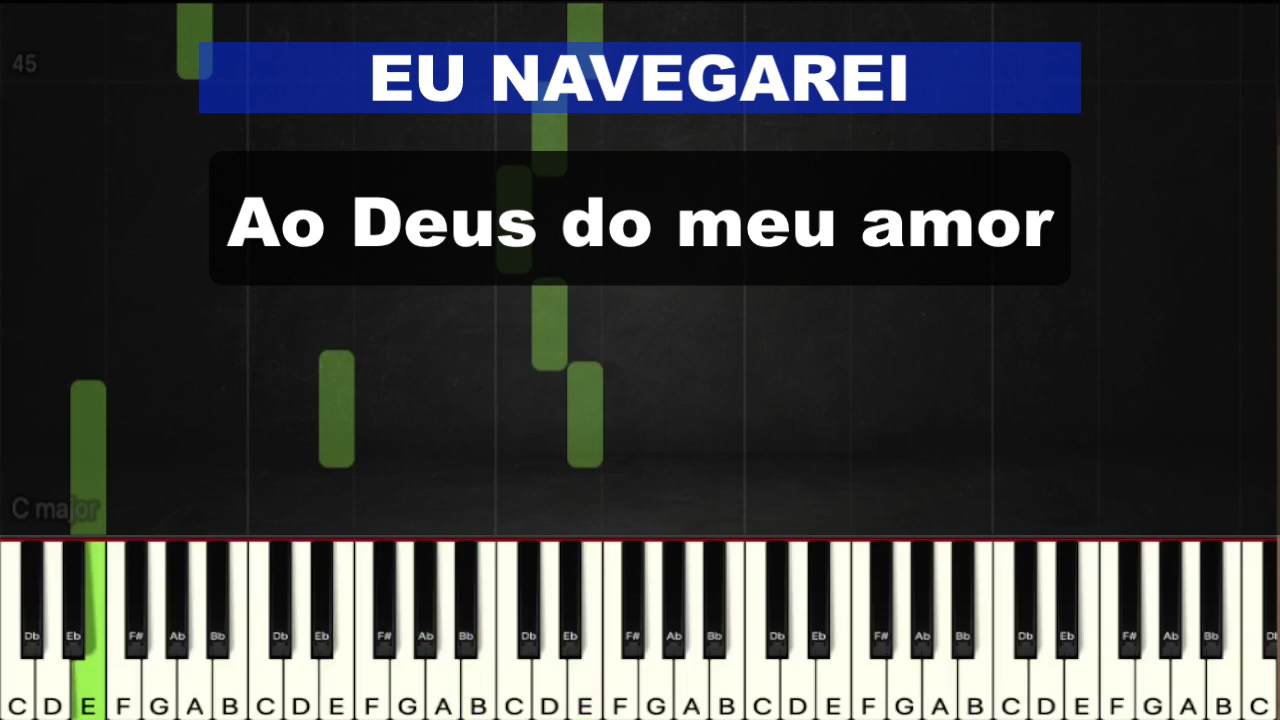 45
EU NAVEGAREI
Ao Deus do meu amor
C major
Db Eb F# Ab Bb Db Eb F# Ab Bb Db Eb F# Ab Bb Db Eb F# Ab Bb Db Eb F# Ab Bb D
C D E F G A B C D E F G A B C D E F G A B C D E F G A B C D E F G A B C